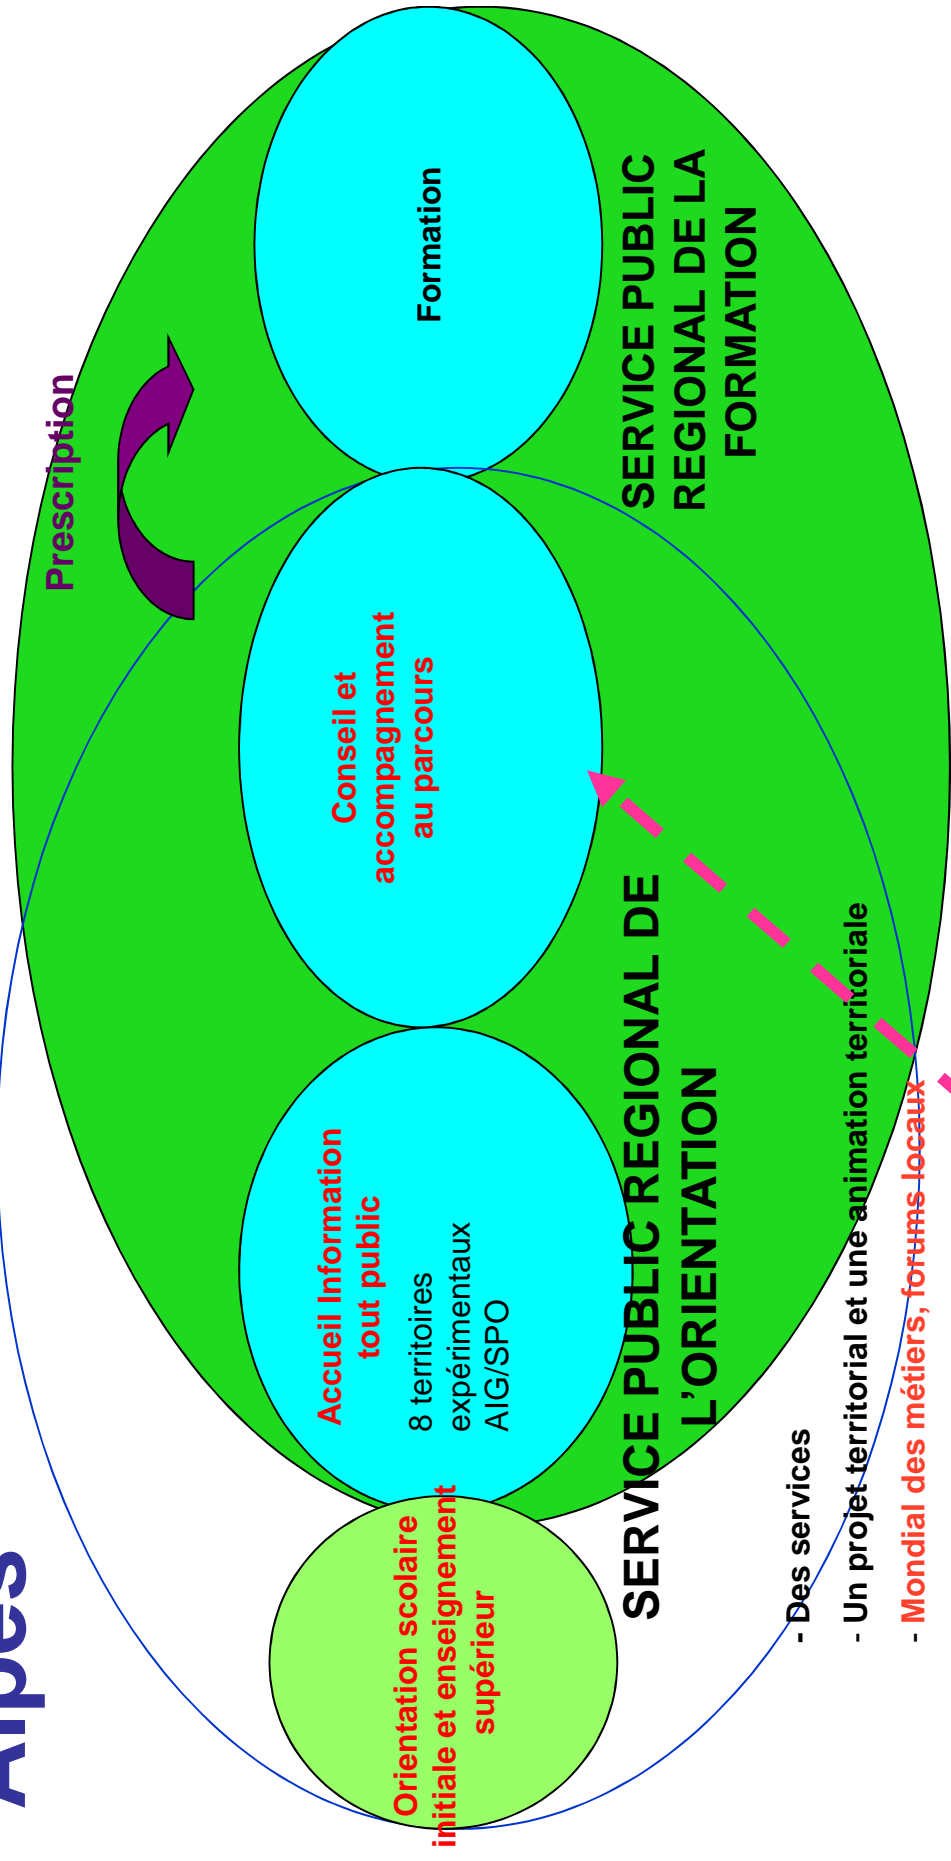 Alpes
Prescription
Orientation scolaire
initiale et enseignement
supérieur
Accueil Information
tout public
8 territoires
expérimentaux
AIG/SPO
Conseil et
accompagnement
au parcours
Formation
SERVICE PUBLIC REGIONAL DE
L’ORIENTATION
SERVICE PUBLIC
REGIONAL DE LA
FORMATION
- Des services
- Un projet territorial et une animation territoriale
- Mondial des métiers, forums locaux